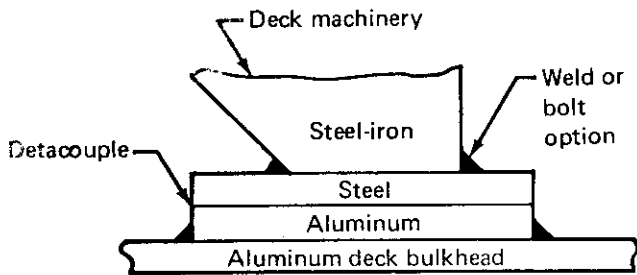 Deck machinery
Weld or
bolt
option
Steel-iron
Detacouple
Steel
Aluminum
Aluminum deck bulkhead